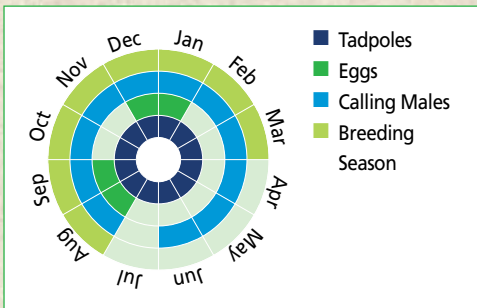 Jan
Feb
Mar
Apr
May
Jun
Jul
Aug
Sep
Oct
Nov
Dec
Tadpoles
Eggs
Calling Males
Breeding
Season